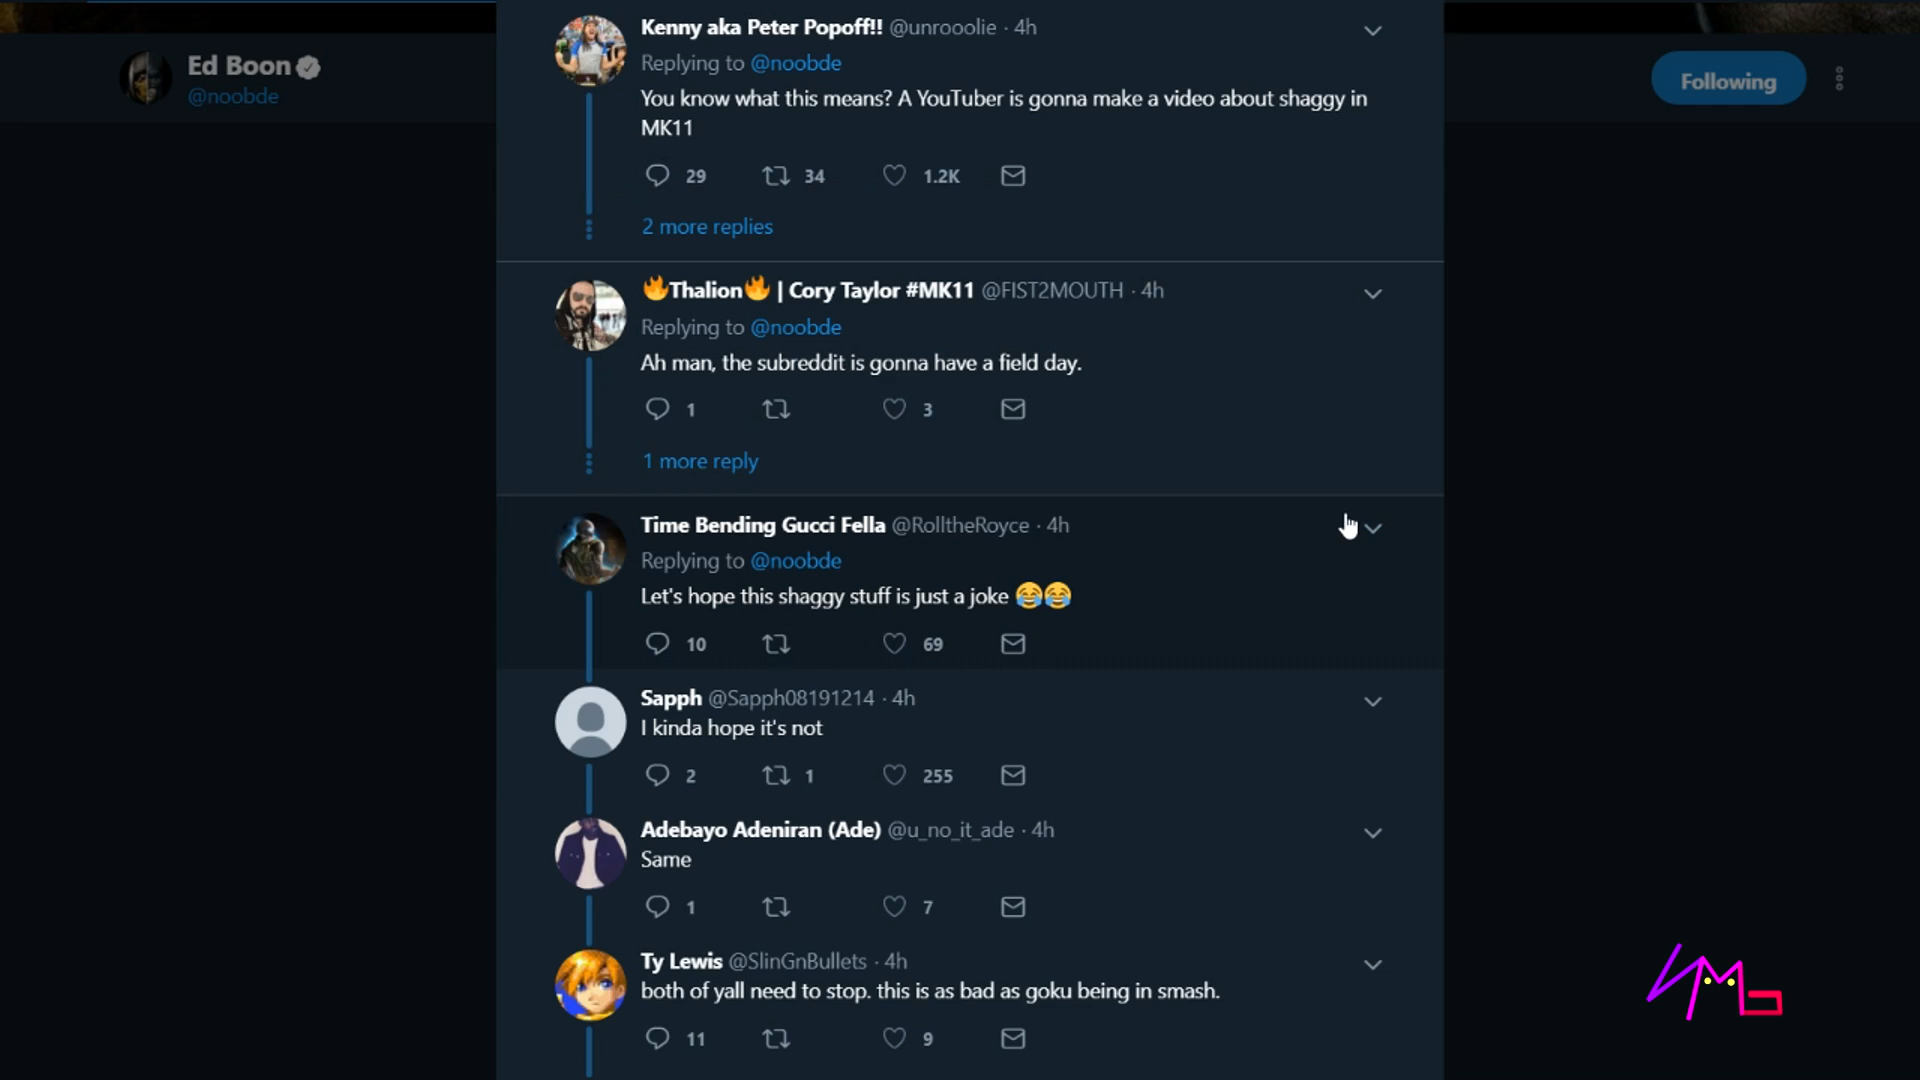 Ed Boon
@noobde
Following
Kenny aka Peter Popoff!! @unrooolie · 4h
Replying to @noobde
You know what this means? A YouTuber is gonna make a video about shaggy in
MK11
29 34 1.2K
2 more replies
🔥Thalion🔥 | Cory Taylor #MK11 @FIST2MOUTH · 4h
Replying to @noobde
Ah man, the subreddit is gonna have a field day.
1 3
1 more reply
Time Bending Gucci Fella @RolltheRoyce · 4h
Replying to @noobde
Let's hope this shaggy stuff is just a joke 😂😂
10 69
Sapph @Sapph08191214 · 4h
I kinda hope it's not
2 1 255
Adebayo Adeniran (Ade) @u_no_it_ade · 4h
Same
1 7
Ty Lewis @SlinGnBullets · 4h
both of yall need to stop. this is as bad as goku being in smash.
11 9